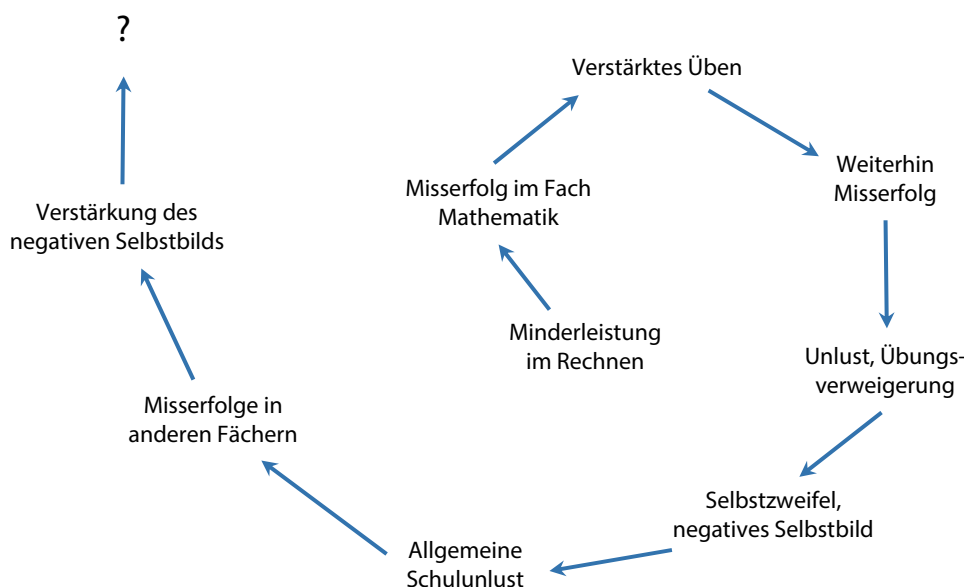 ?
Verstärktes Üben
Weiterhin
Misserfolg
Misserfolg im Fach
Mathematik
Verstärkung des
negativen Selbstbilds
Minderleistung
im Rechnen
Unlust, Übungs-
verweigerung
Misserfolge in
anderen Fächern
Selbstzweifel,
negatives Selbstbild
Allgemeine
Schulunlust